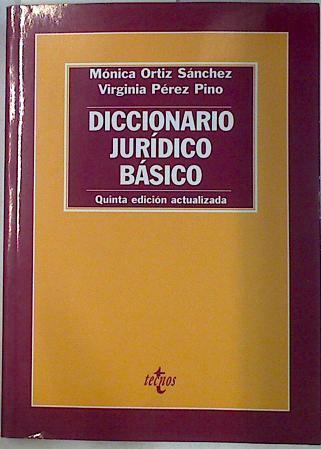 Mónica Ortiz Sánchez
Virginia Pérez Pino
DICCIONARIO
JURÍDICO
BÁSICO
Quinta edición actualizada
tecnos